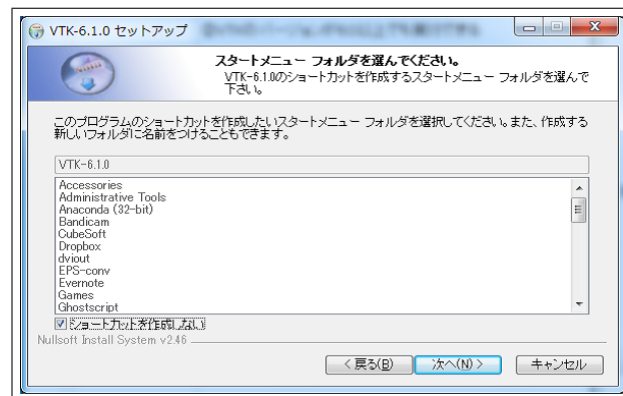 VTK-6.1.0 セットアップ
スタートメニュー フォルダを選んでください。
VTK-6.1.0のショートカットを作成するスタートメニュー フォルダを選んで
下さい。
このプログラムのショートカットを作成したいスタートメニュー フォルダを選択してください。また、作成する
新しいフォルダに名前をつけることもできます。
VTK-6.1.0
Accessories
Administrative Tools
Anaconda (32-bit)
Bandicam
CubeSoft
Dropbox
dviout
EPS-conv
Evernote
Games
Ghostscript
ショートカットを作成しない
Nullsoft Install System v2.46
< 戻る(B) 次へ(N) > キャンセル